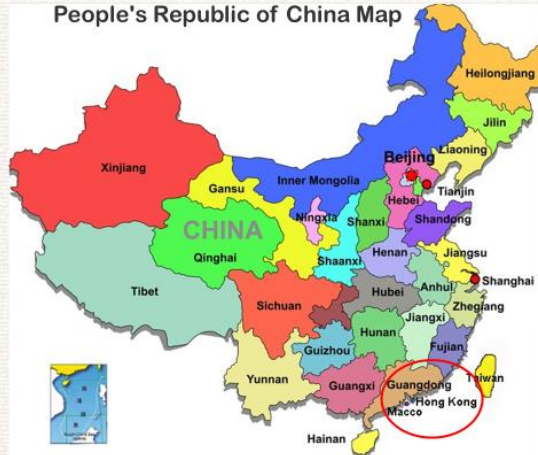 People's Republic of China Map
Heilongjiang
Jilin
Liaoning
Beijing
Xinjiang
Inner Mongolia
Gansu
Tianjin
Hebei
Ningxia
Shanxi
Shandong
CHINA
Qinghai
Henan
Jiangsu
Shaanxi
Shanghai
Tibet
Anhui
Hubei
Sichuan
Zhegiang
Jiangxi
Hunan
Guizhou
Fujian
Taiwan
Yunnan
Guangxi
Guangdong
Hong Kong
Macco
Hainan